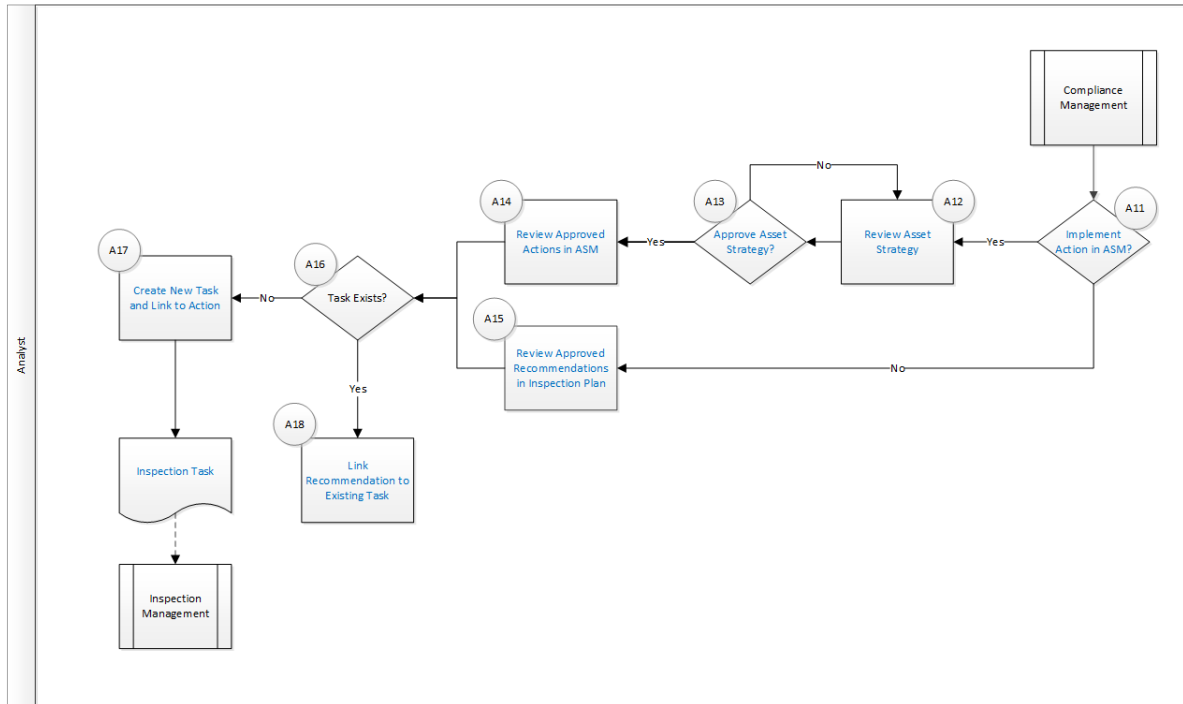 Analyst
Compliance
Management
A11
Implement
Action in ASM?
Yes
No
A12
Review Asset
Strategy
A13
Approve Asset
Strategy?
No
Yes
A14
Review Approved
Actions in ASM
A15
Review Approved
Recommendations
in Inspection Plan
A16
Task Exists?
No
Yes
A17
Create New Task
and Link to Action
A18
Link
Recommendation to
Existing Task
Inspection Task
Inspection
Management